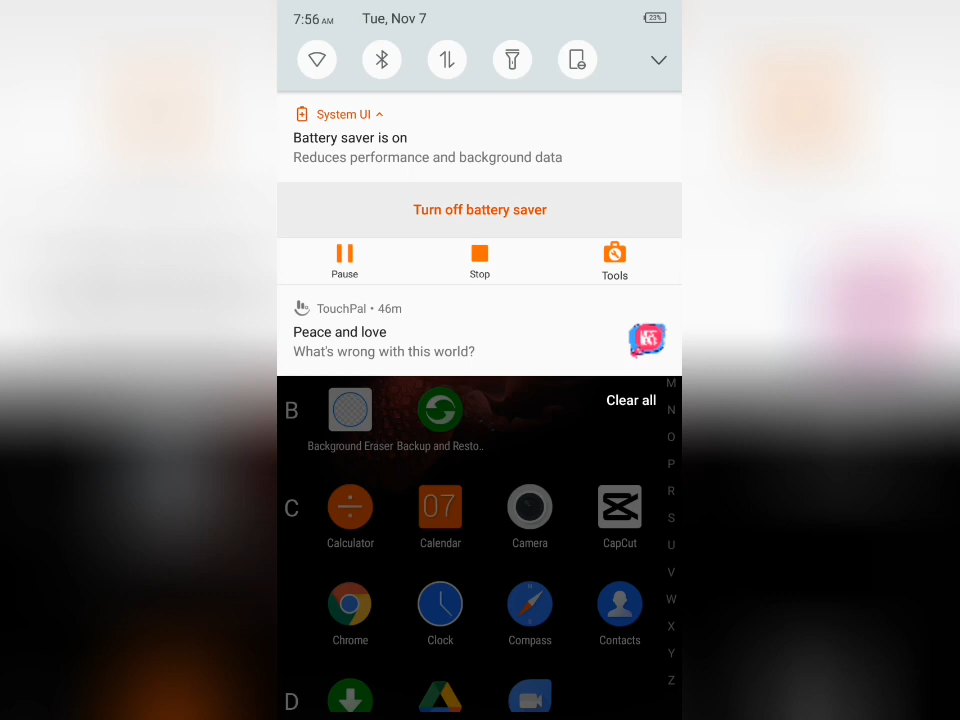 7:56 AM Tue, Nov 7 23%
System UI
Battery saver is on
Reduces performance and background data
Turn off battery saver
Pause Stop Tools
TouchPal • 46m
Peace and love
What's wrong with this world?
Clear all
B
Background Eraser Backup and Resto..
C
07
Calculator Calendar Camera CapCut
Chrome Clock Compass Contacts
D
M
N
O
P
R
S
U
V
W
X
Y
Z